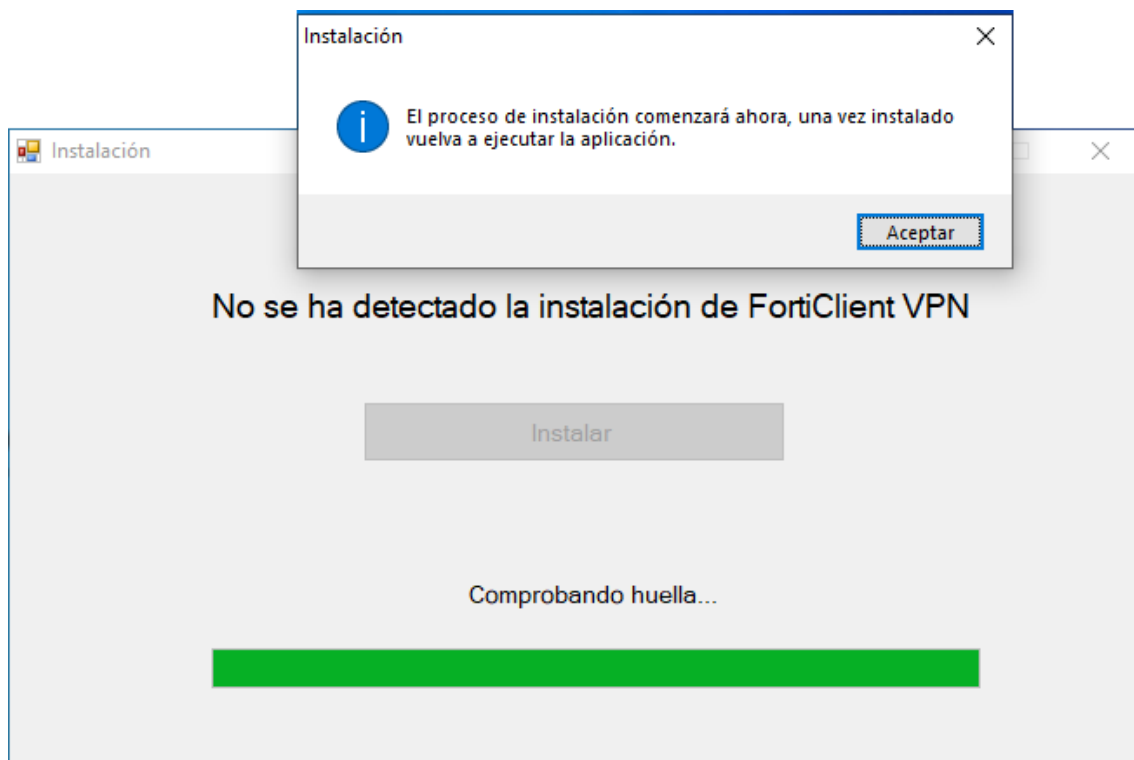 Instalación
El proceso de instalación comenzará ahora, una vez instalado
vuelva a ejecutar la aplicación.
Aceptar
Instalación
No se ha detectado la instalación de FortiClient VPN
Instalar
Comprobando huella...